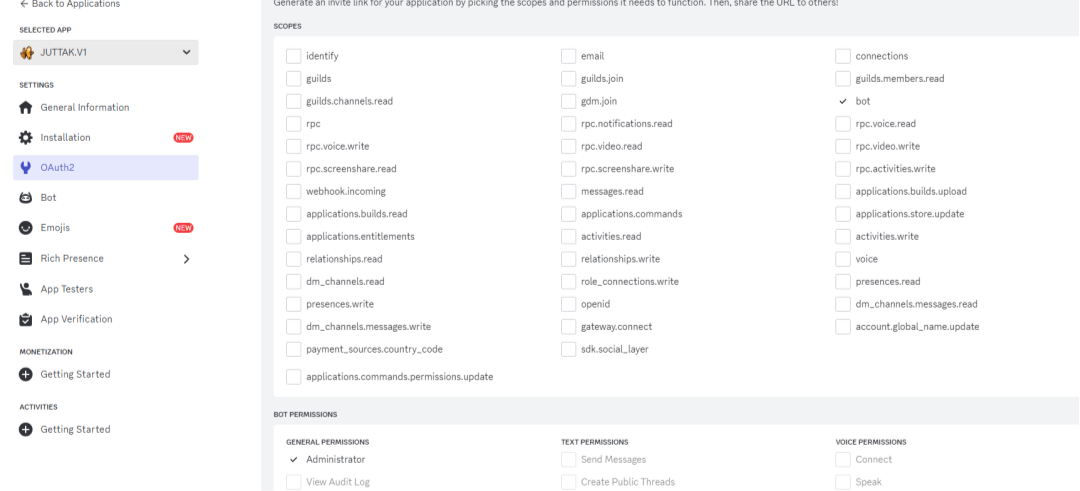 Back to Applications
SELECTED APP
JUTTAK.V1
SETTINGS
General Information
Installation NEW
OAuth2
Bot
Emojis NEW
Rich Presence
App Testers
App Verification
MONETIZATION
Getting Started
ACTIVITIES
Getting Started
Generate an invite link for your application by picking the scopes and permissions it needs to function. Then, share the URL to others!
SCOPES
identify email connections
guilds guilds.join guilds.members.read
guilds.channels.read gdm.join bot
rpc rpc.notifications.read rpc.voice.read
rpc.voice.write rpc.video.read rpc.video.write
rpc.screenshare.read rpc.screenshare.write rpc.activities.write
webhook.incoming messages.read applications.builds.upload
applications.builds.read applications.commands applications.store.update
applications.entitlements activities.read activities.write
relationships.read relationships.write voice
dm_channels.read role_connections.write presences.read
presences.write openid dm_channels.messages.read
dm_channels.messages.write gateway.connect account.global_name.update
payment_sources.country_code sdk.social_layer
applications.commands.permissions.update
BOT PERMISSIONS
GENERAL PERMISSIONS TEXT PERMISSIONS VOICE PERMISSIONS
Administrator Send Messages Connect
View Audit Log Create Public Threads Speak